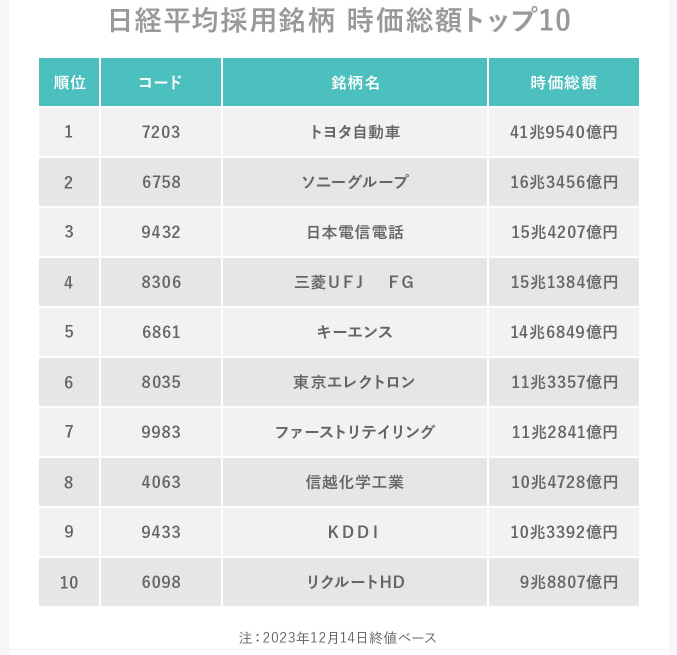 日経平均採用銘柄 時価総額トップ10
順位 コード 銘柄名 時価総額
1 7203 トヨタ自動車 41兆9540億円
2 6758 ソニーグループ 16兆3456億円
3 9432 日本電信電話 15兆4207億円
4 8306 三菱UFJ　FG 15兆1384億円
5 6861 キーエンス 14兆6849億円
6 8035 東京エレクトロン 11兆3357億円
7 9983 ファーストリテイリング 11兆2841億円
8 4063 信越化学工業 10兆4728億円
9 9433 KDDI 10兆3392億円
10 6098 リクルートHD 9兆8807億円
注：2023年12月14日終値ベース